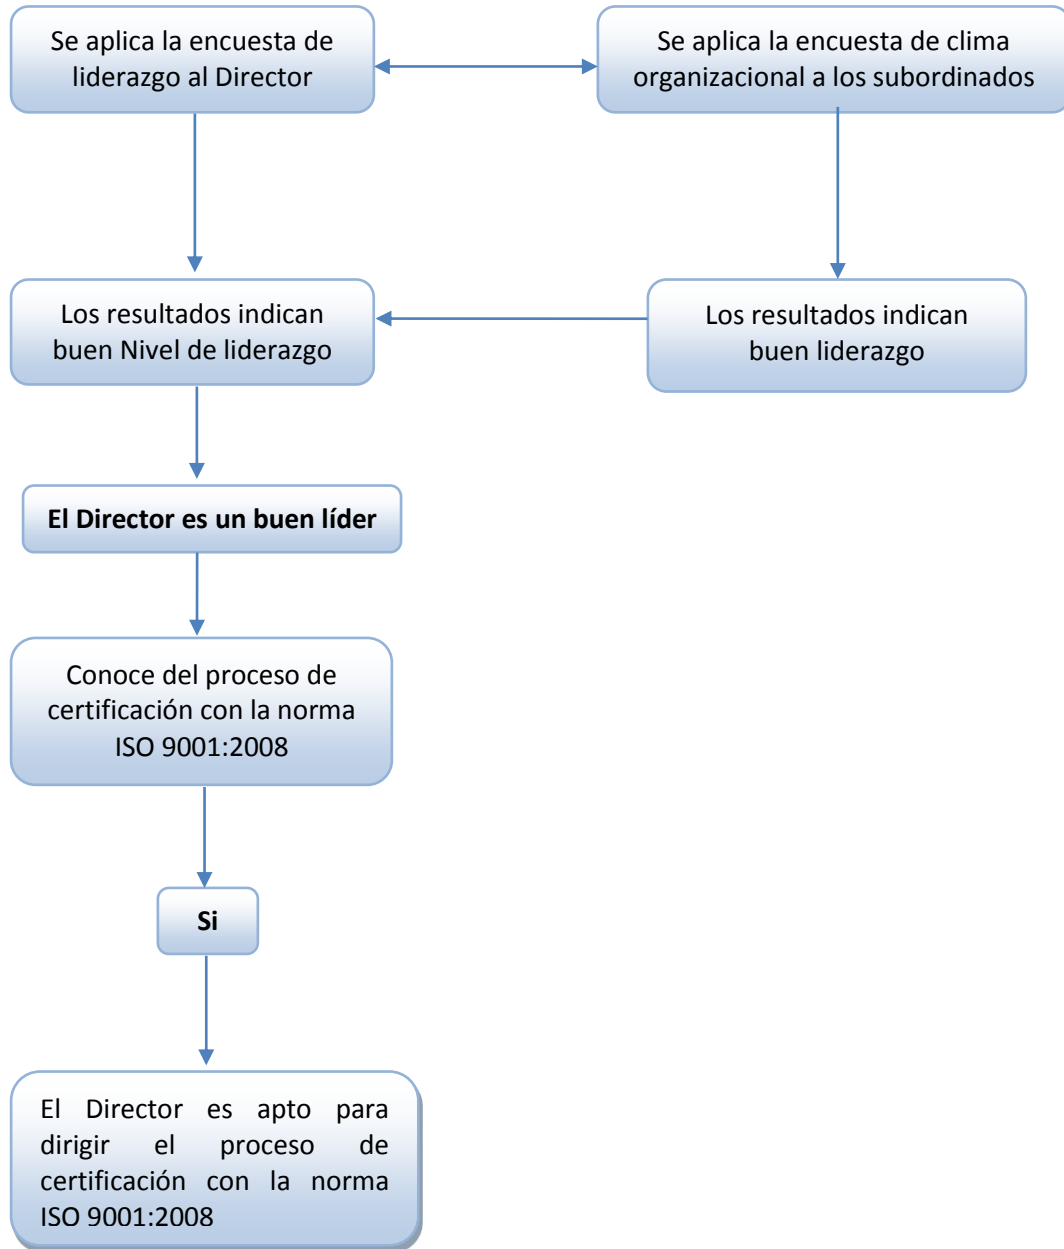 Se aplica la encuesta de
liderazgo al Director
Se aplica la encuesta de clima
organizacional a los subordinados
Los resultados indican
buen Nivel de liderazgo
Los resultados indican
buen liderazgo
El Director es un buen líder
Conoce del proceso de
certificación con la norma
ISO 9001:2008
Si
El Director es apto para
dirigir el proceso de
certificación con la norma
ISO 9001:2008